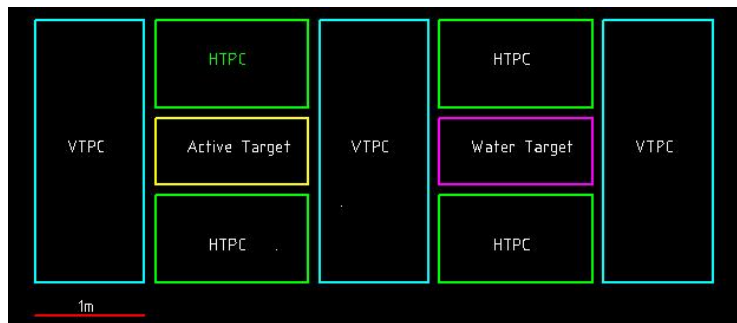 HTPC
HTPC
VTPC
Active Target
VTPC
Water Target
VTPC
HTPC
HTPC
1m